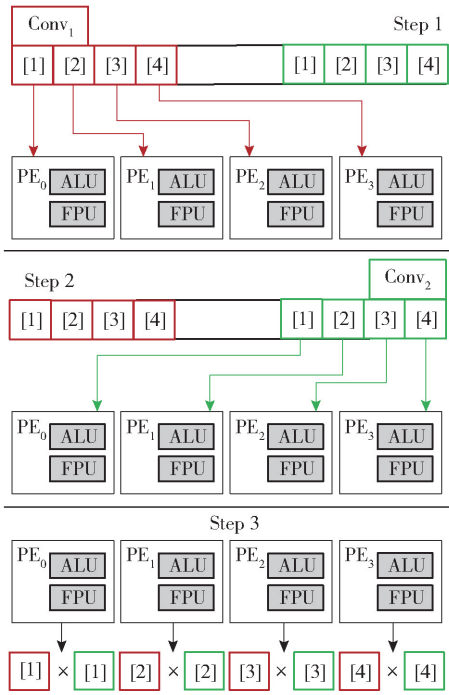 Conv₁ Step 1
[1] [2] [3] [4] [1] [2] [3] [4]
PE₀ ALU PE₁ ALU PE₂ ALU PE₃ ALU
FPU FPU FPU FPU
Step 2 Conv₂
[1] [2] [3] [4] [1] [2] [3] [4]
PE₀ ALU PE₁ ALU PE₂ ALU PE₃ ALU
FPU FPU FPU FPU
Step 3
PE₀ ALU PE₁ ALU PE₂ ALU PE₃ ALU
FPU FPU FPU FPU
[1] × [1] [2] × [2] [3] × [3] [4] × [4]